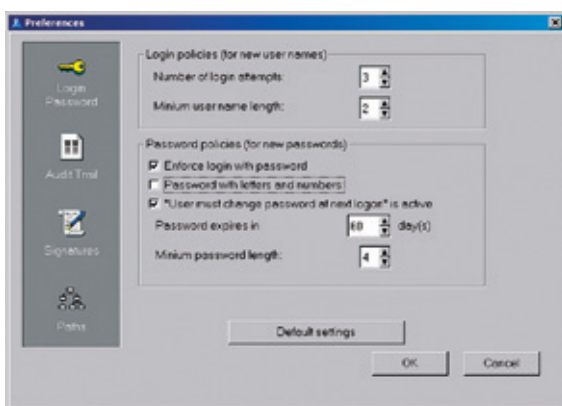 Preferences
Login
Password
Audit Trail
Signatures
Paths
Login policies (for new user names)
Number of login attempts: 3
Minium user name length: 2
Password policies (for new passwords)
Enforce login with password
Password with letters and numbers
"User must change password at next logon" is active
Password expires in 60 day(s)
Minium password length: 4
Default settings
OK Cancel